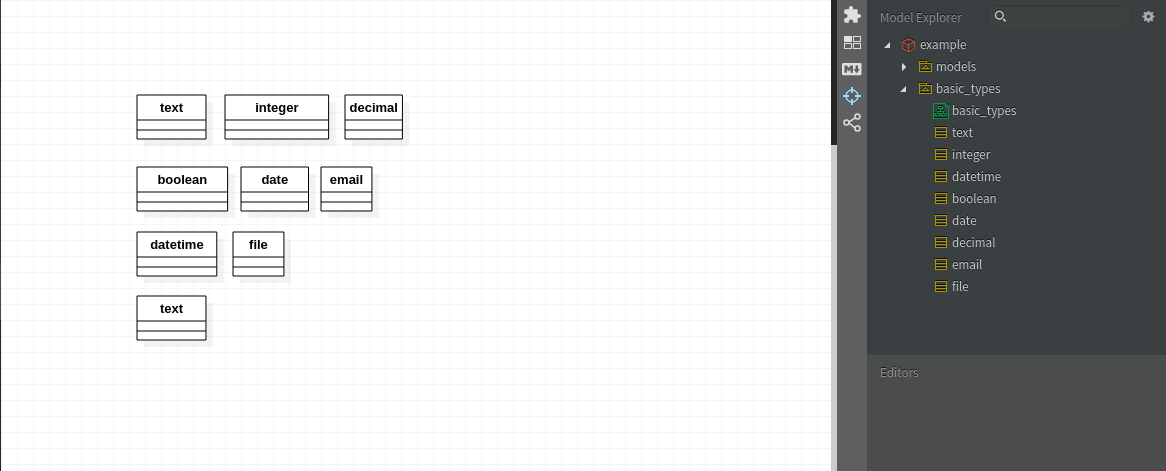 text integer decimal
boolean date email
datetime file
text
M
Model Explorer
example
models
basic_types
basic_types
text
integer
datetime
boolean
date
decimal
email
file
Editors